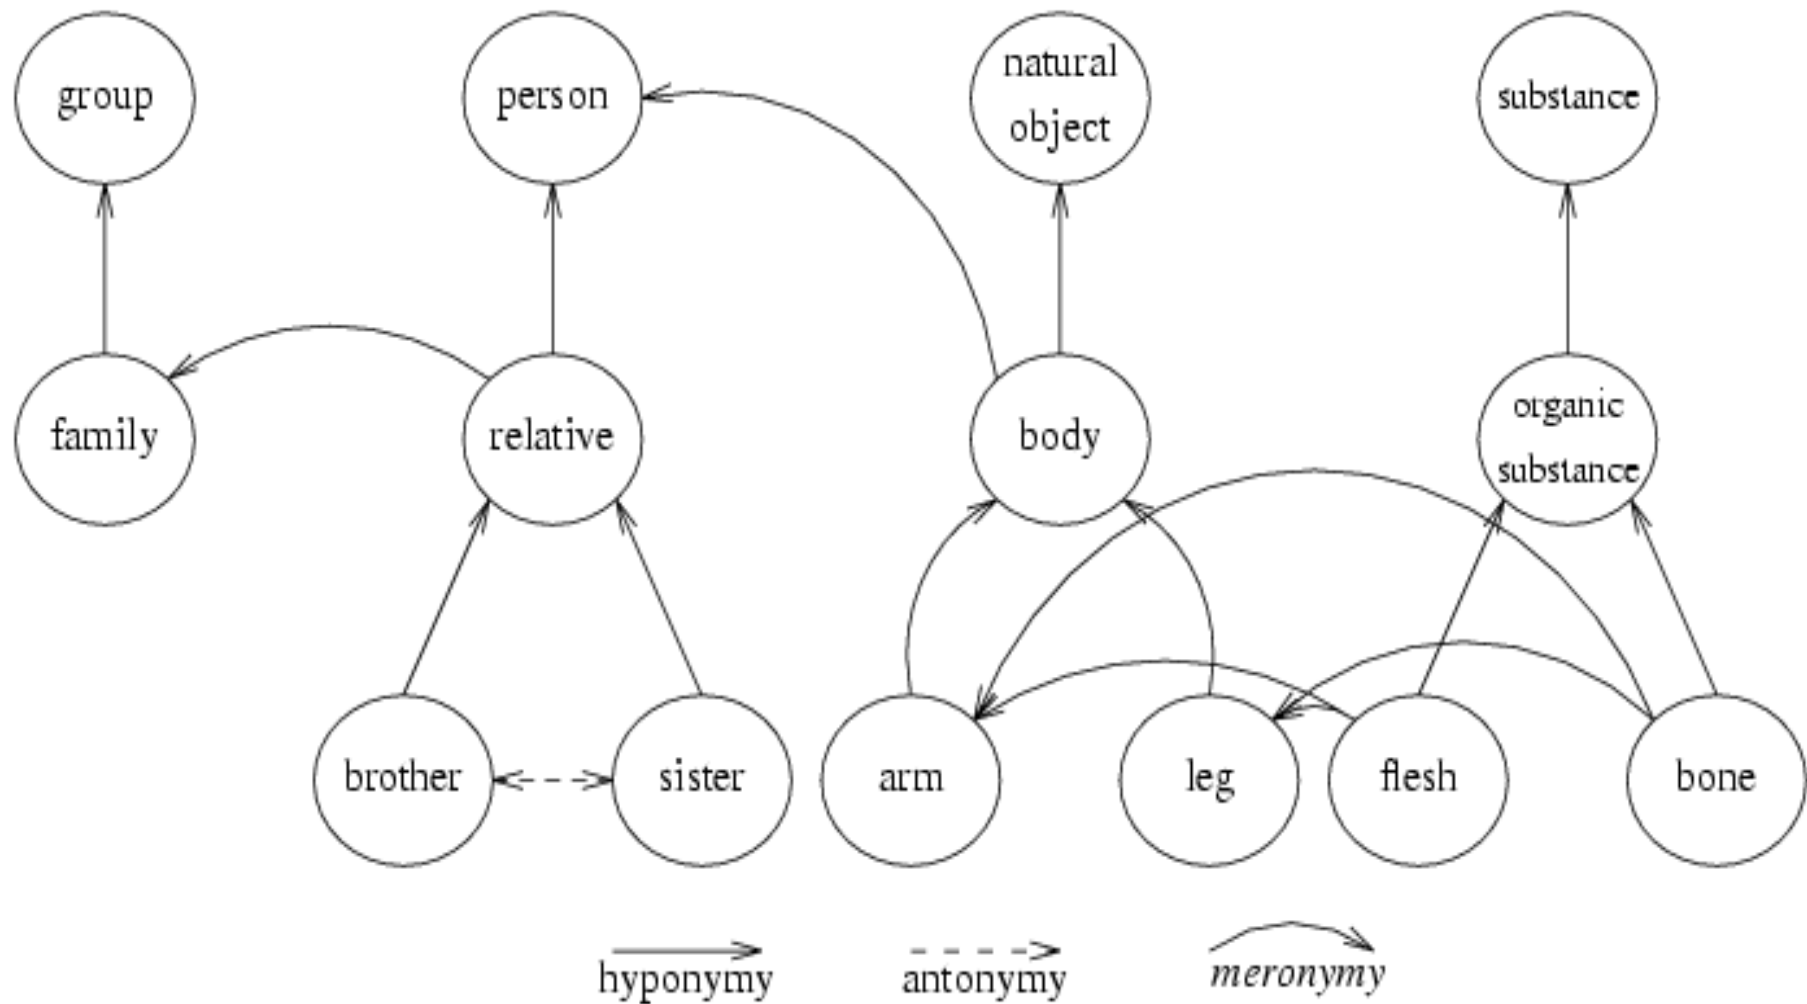 group
person
natural
object
substance
family
relative
body
organic
substance
brother
sister
arm
leg
flesh
bone
hyponymy
antonymy
meronymy